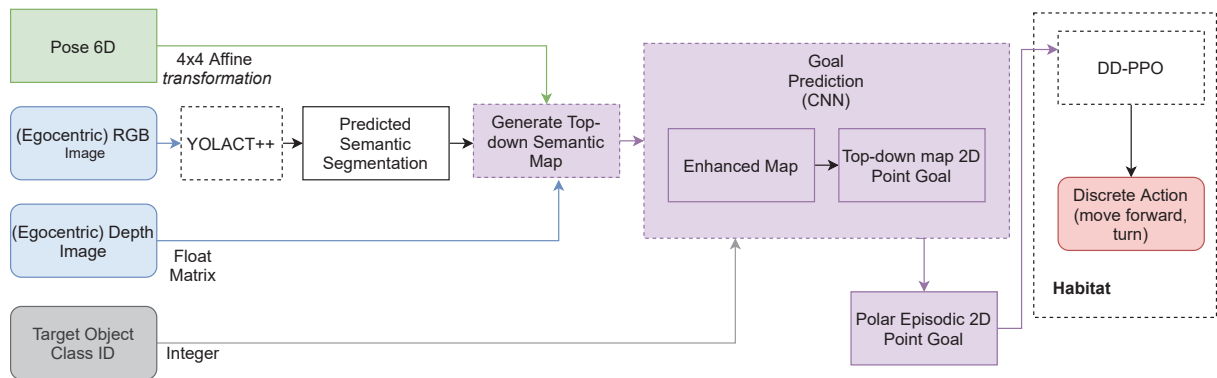 Pose 6D
4x4 Affine
transformation
(Egocentric) RGB
Image
YOLACT++
Predicted
Semantic
Segmentation
Generate Top-
down Semantic
Map
Goal
Prediction
(CNN)
Enhanced Map
Top-down map 2D
Point Goal
DD-PPO
Discrete Action
(move forward,
turn)
Habitat
(Egocentric) Depth
Image
Float
Matrix
Target Object
Class ID
Integer
Polar Episodic 2D
Point Goal